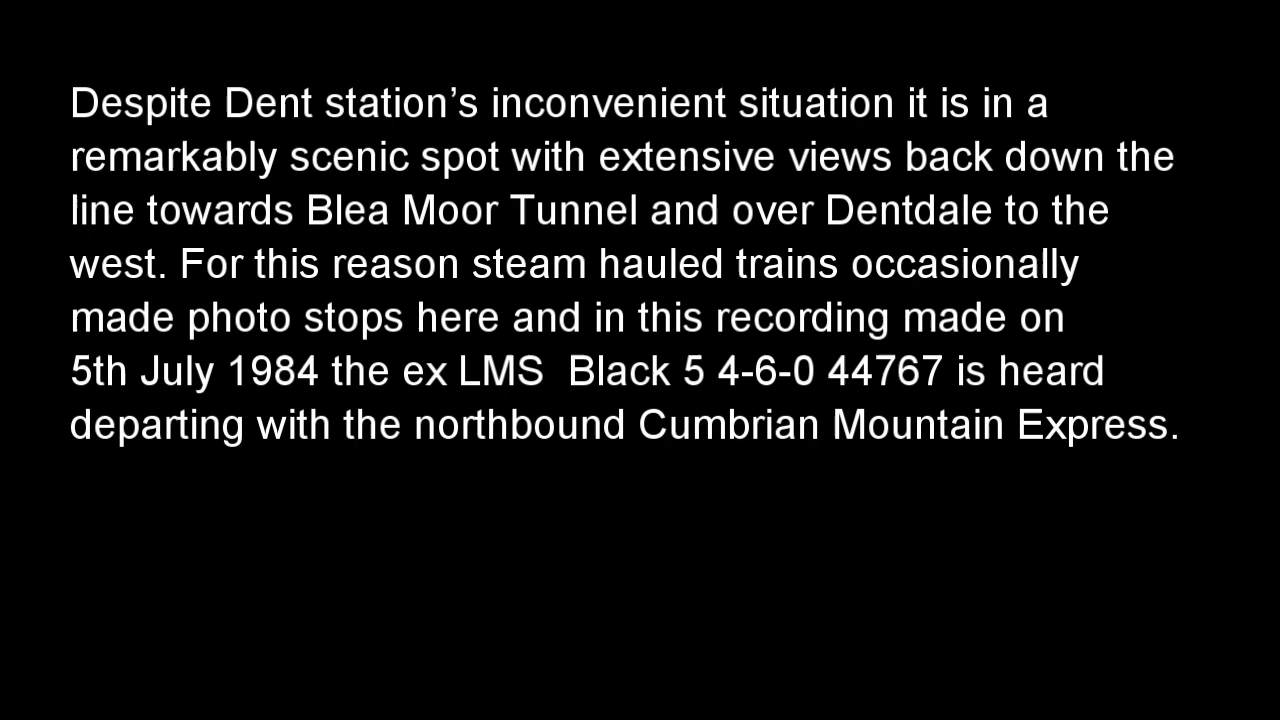 Despite Dent station’s inconvenient situation it is in a
remarkably scenic spot with extensive views back down the
line towards Blea Moor Tunnel and over Dentdale to the
west. For this reason steam hauled trains occasionally
made photo stops here and in this recording made on
5th July 1984 the ex LMS  Black 5 4-6-0 44767 is heard
departing with the northbound Cumbrian Mountain Express.